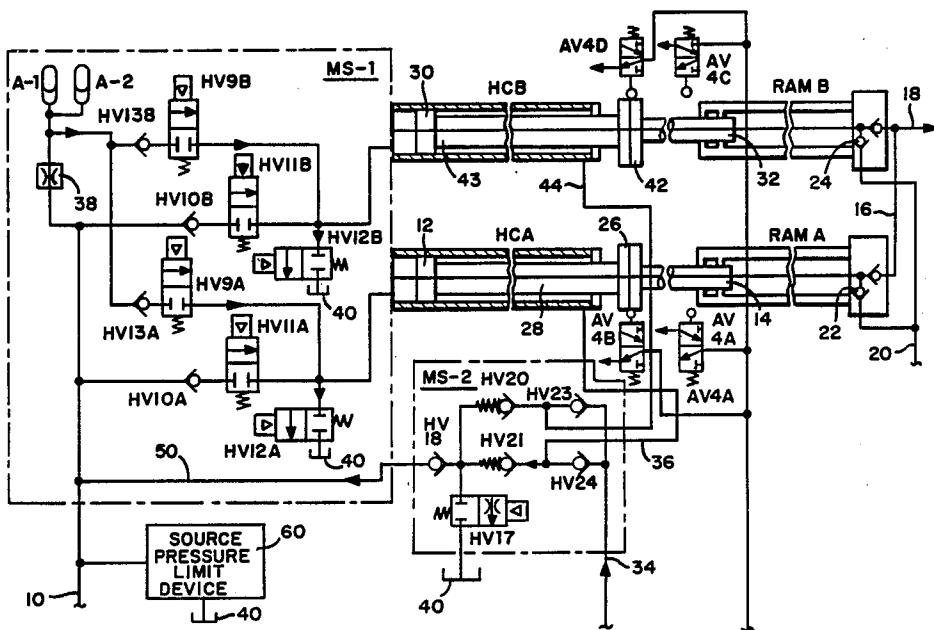 A-1
A-2
HV9B
MS-1
HV13B
38
HV11B
HV10B
HV9A
HV12B
40
HV13A
HV11A
HV10A
HV12A
40
50
30
HCB
43
44
42
12
HCA
26
28
AV4D
AV
4C
RAM B
18
32
24
16
RAM A
14
22
20
AV
4B
AV
4A
AV4A
MS-2
HV20
HV23
HV
18
HV21
36
HV24
HV17
40
34
SOURCE
PRESSURE
LIMIT
DEVICE
60
10
40